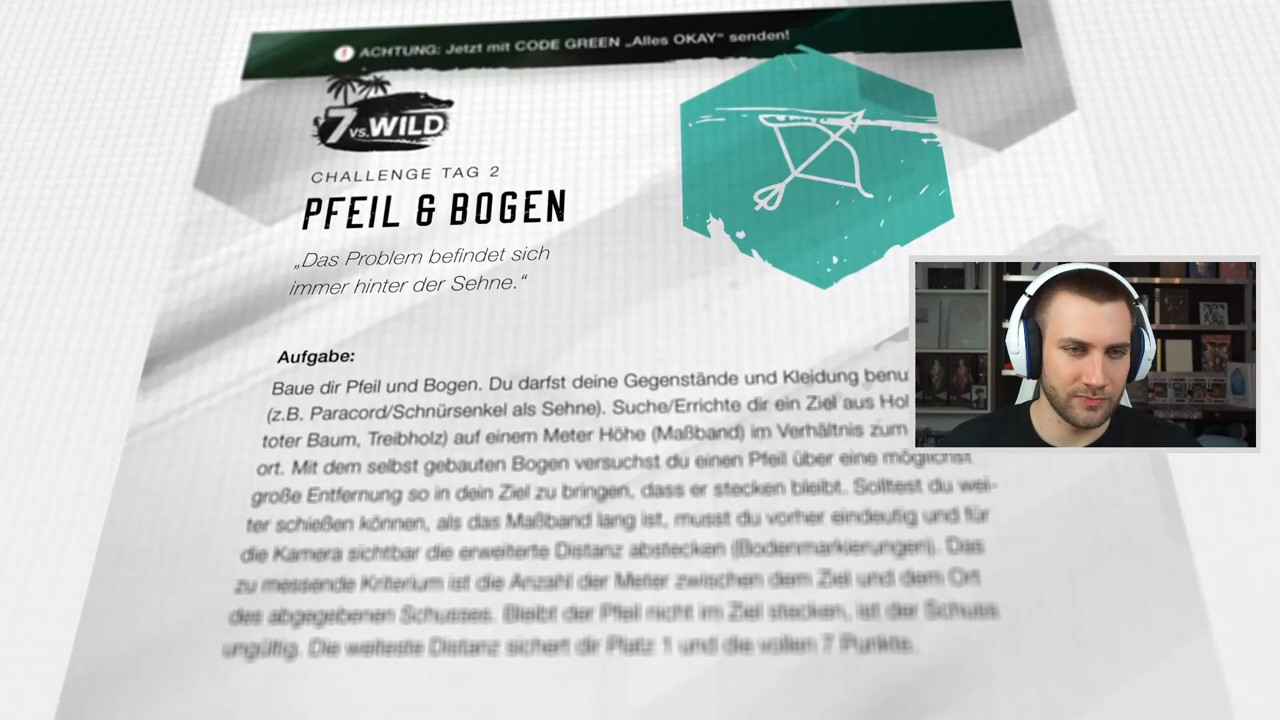 ACHTUNG: Jetzt mit CODE GREEN „Alles OKAY“ senden!
7 vs. WILD
CHALLENGE TAG 2
PFEIL & BOGEN
„Das Problem befindet sich
immer hinter der Sehne.“
Aufgabe:
Baue dir Pfeil und Bogen. Du darfst deine Gegenstände und Kleidung benu
(z.B. Paracord/Schnürsenkel als Sehne). Suche/Errichte dir ein Ziel aus Hol
toter Baum, Treibholz) auf einem Meter Höhe (Maßband) im Verhältnis zum
ort. Mit dem selbst gebauten Bogen versuchst du einen Pfeil über eine möglichst
große Entfernung so in dein Ziel zu bringen, dass er stecken bleibt. Solltest du wei-
ter schießen können, als das Maßband lang ist, musst du vorher eindeutig und für
die Kamera sichtbar die erweiterte Distanz abstecken (Bodenmarkierungen). Das
zu messende Kriterium ist die Anzahl der Meter zwischen dem Ziel und dem Ort
des abgegebenen Schusses. Bleibt der Pfeil nicht im Ziel stecken, ist der Schuss
ungültig. Die weiteste Distanz sichert dir Platz 1 und die vollen 7 Punkte.